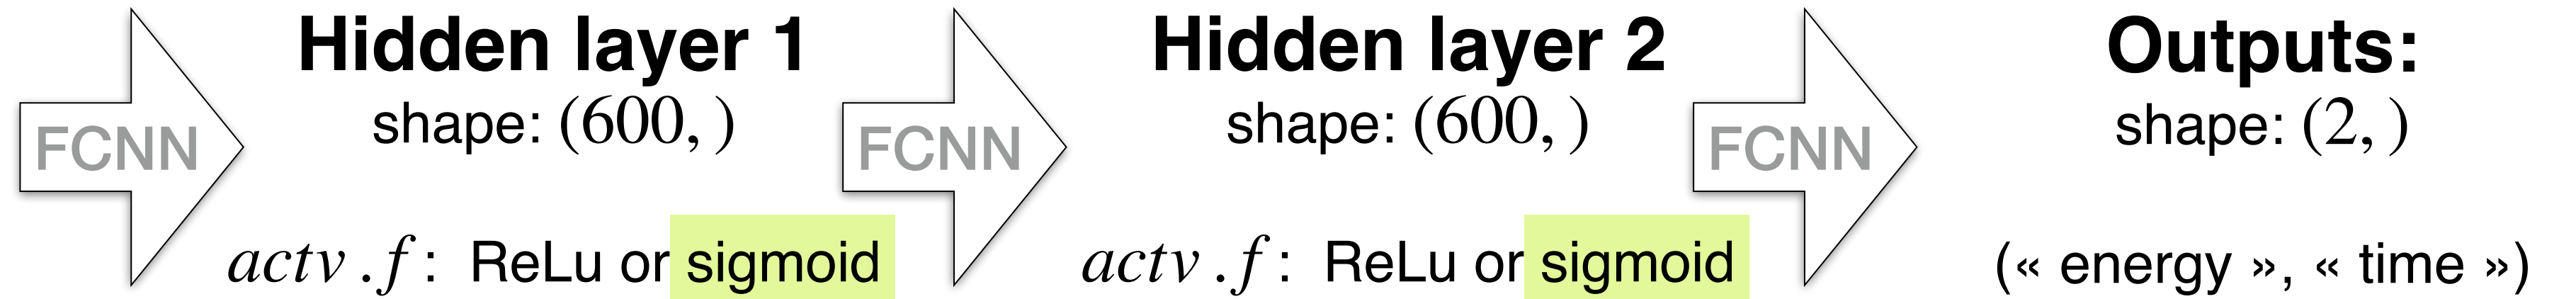 FCNN
Hidden layer 1
shape: (600, )
actv .f : ReLu or sigmoid
FCNN
Hidden layer 2
shape: (600, )
actv .f : ReLu or sigmoid
FCNN
Outputs:
shape: (2, )
(« energy », « time »)